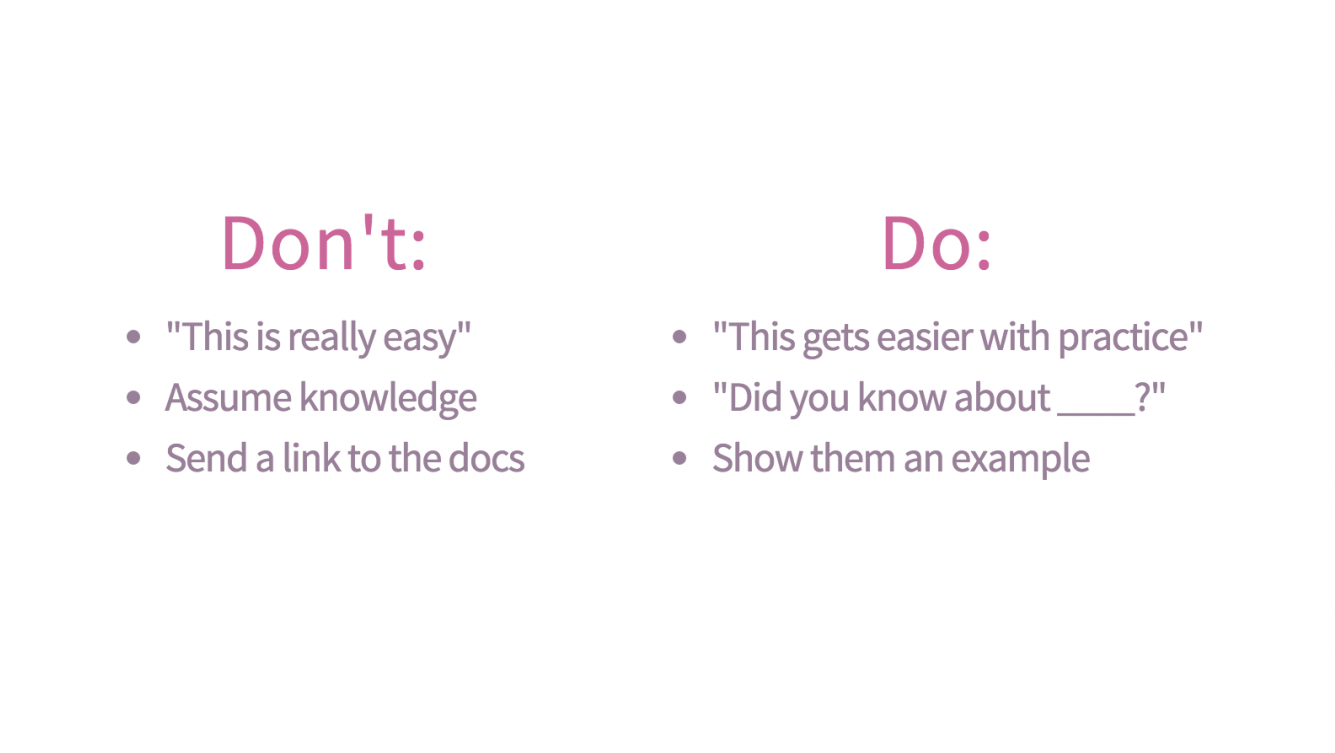 Don't:
• "This is really easy"
• Assume knowledge
• Send a link to the docs
Do:
• "This gets easier with practice"
• "Did you know about ____?"
• Show them an example